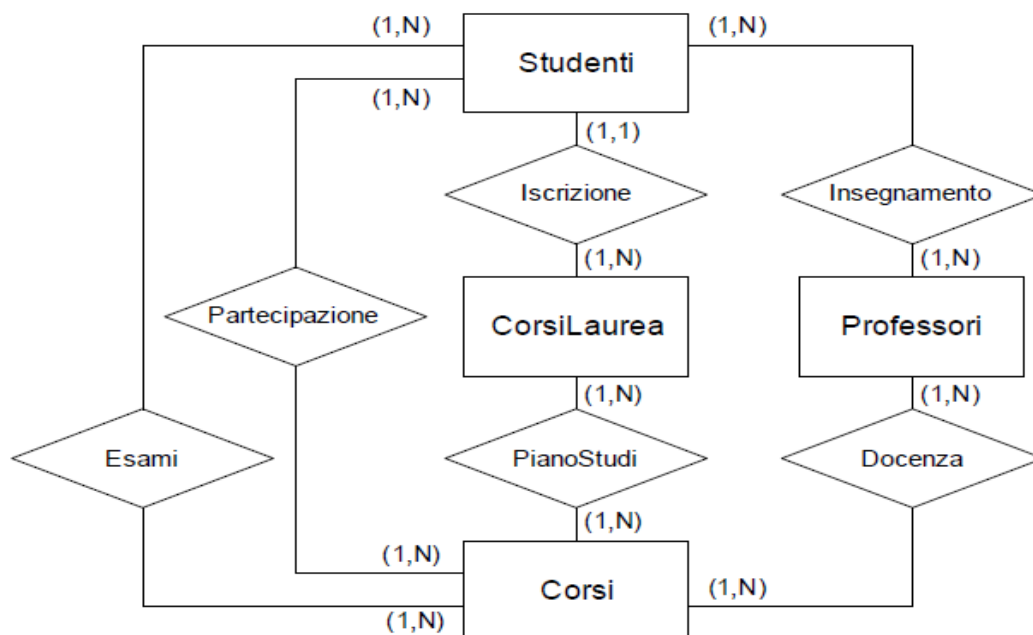 (1,N)
(1,N)
Studenti
(1,N)
(1,1)
Iscrizione
Insegnamento
(1,N)
(1,N)
Partecipazione
CorsiLaurea
Professori
(1,N)
(1,N)
Esami
PianoStudi
Docenza
(1,N)
(1,N)
(1,N)
Corsi
(1,N)